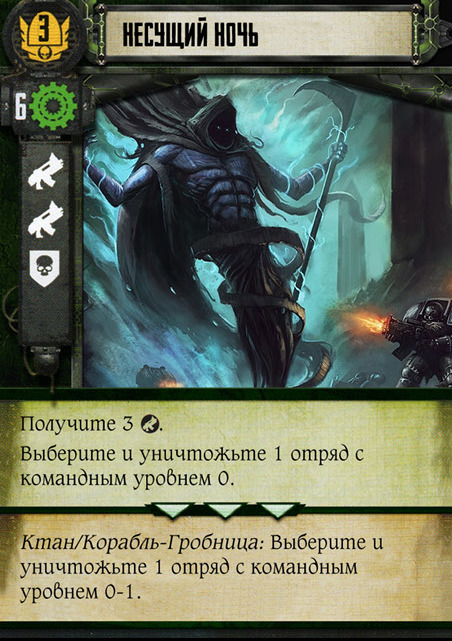 3
НЕСУЩИЙ НОЧЬ
6
Получите 3 .
Выберите и уничтожьте 1 отряд с
командным уровнем 0.
Ктан/Корабль-Гробница: Выберите и
уничтожьте 1 отряд с командным
уровнем 0-1.